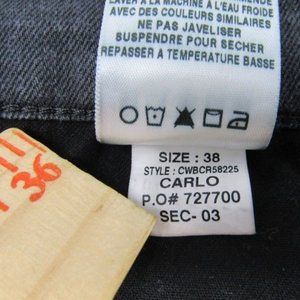 LAVER A LA MACHINE A L'EAU FROIDE
AVEC DES COULEURS SIMILAIRES
NE PAS JAVELISER
SUSPENDRE POUR SECHER
REPASSER A TEMPERATURE BASSE
SIZE : 38
STYLE : CWBCR58225
CARLO
P.O# 727700
SEC- 03
36